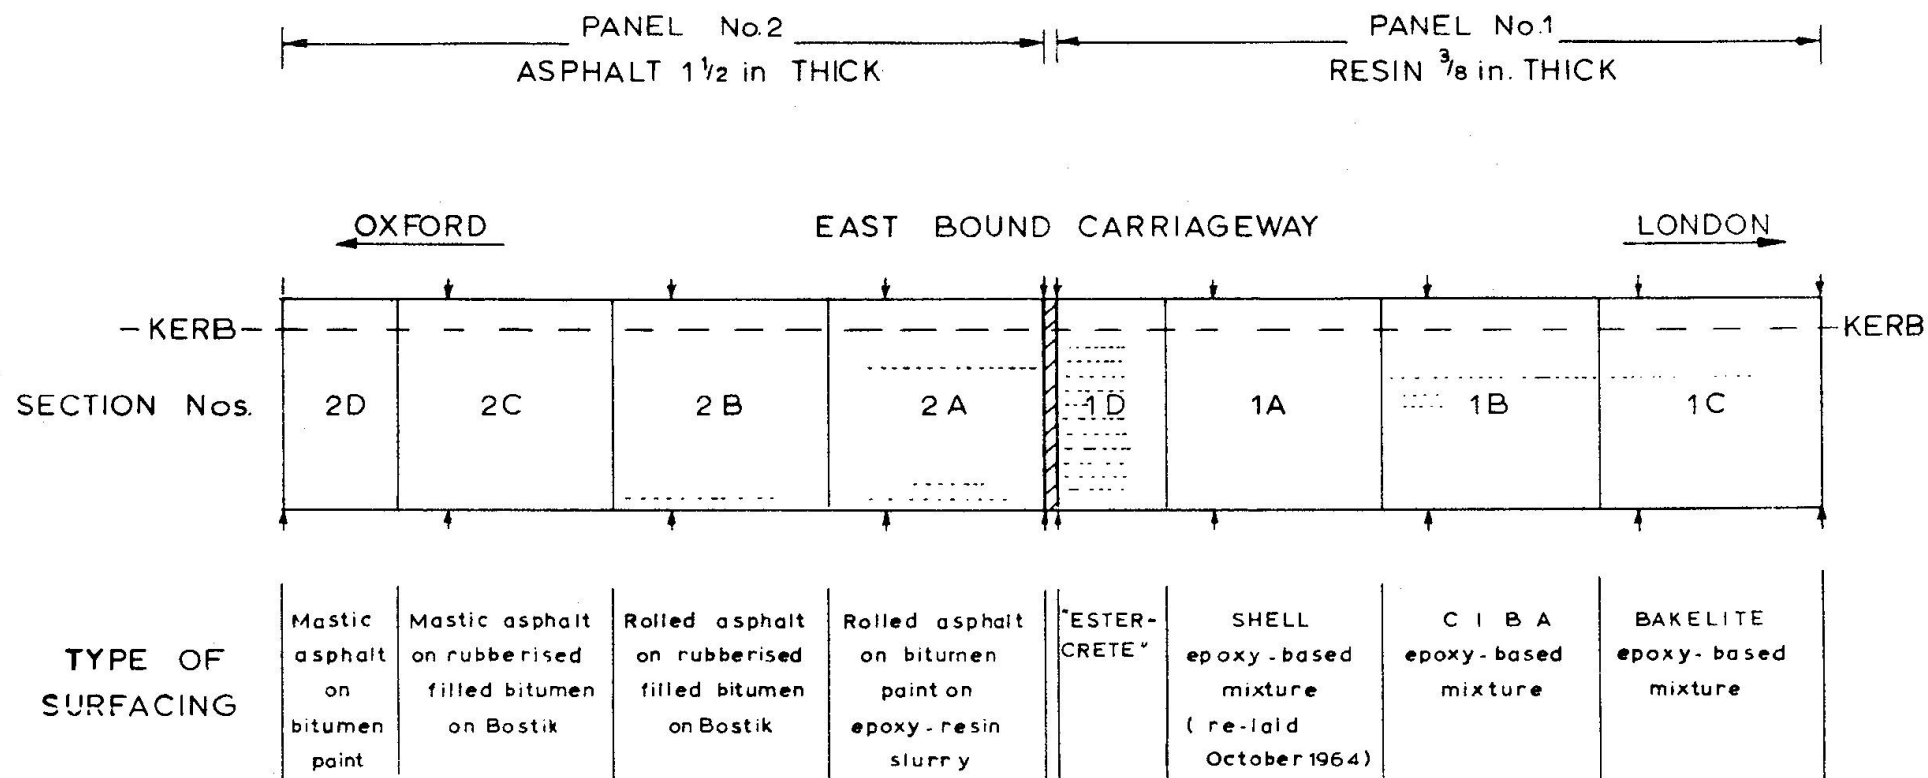 PANEL No.2
ASPHALT 1 1/2 in THICK
PANEL No.1
RESIN 3/8 in. THICK
OXFORD
EAST BOUND CARRIAGEWAY
LONDON
KERB
KERB
SECTION Nos.
2D
2C
2B
2A
1D
1A
1B
1C
TYPE OF
SURFACING
Mastic
asphalt
on
bitumen
paint
Mastic asphalt
on rubberised
filled bitumen
on Bostik
Rolled asphalt
on rubberised
filled bitumen
on Bostik
Rolled asphalt
on bitumen
paint on
epoxy-resin
slurry
"ESTER-
CRETE"
SHELL
epoxy-based
mixture
( re-laid
October 1964)
C I B A
epoxy-based
mixture
BAKELITE
epoxy-based
mixture